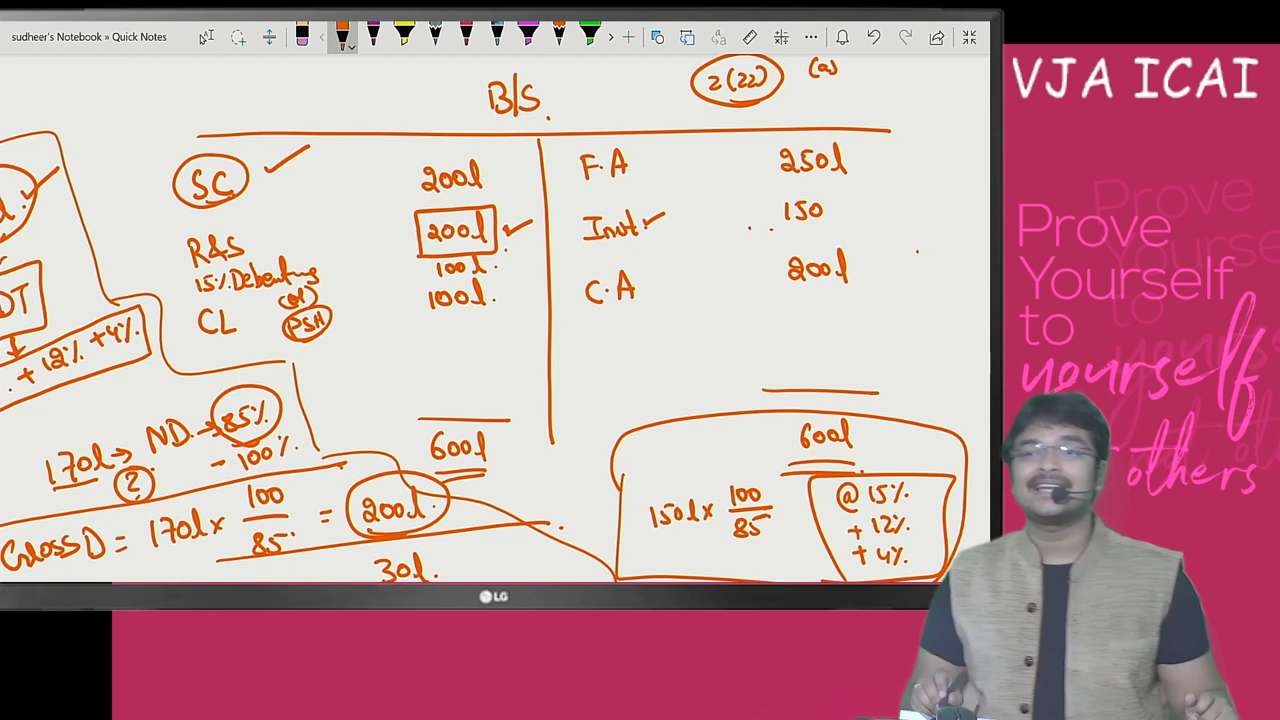 sudheer's Notebook » Quick Notes
VJA ICAI
B/S.
2(22) (a)
SC 200l F.A 250l
R&S 200l Invt 150
15% Debentures 100l.
(or)
CL PSH 100l. C.A 200l
DT
+ 12% + 4%
600l 600l
170l → ND → 85%
? - 100%
Gross D = 170l x 100/85 = 200l
30l.
150l x 100/85 @ 15%
+ 12%
+ 4%
Prove
Yourself
to
yourself
others
LG